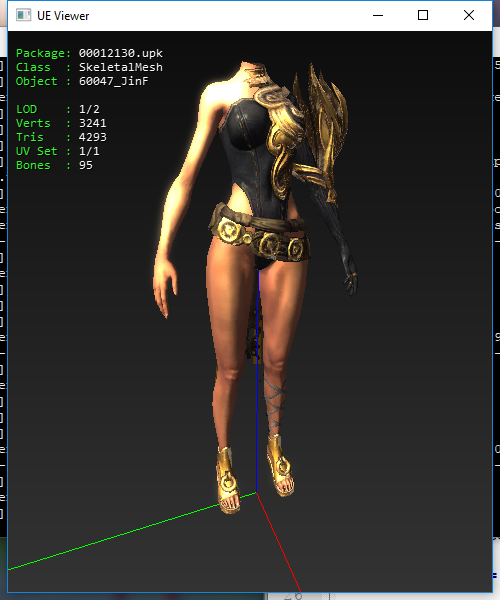 UE Viewer
Package: 00012130.upk
Class  : SkeletalMesh
Object : 60047_JinF
LOD    : 1/2
Verts  : 3241
Tris   : 4293
UV Set : 1/1
Bones  : 95